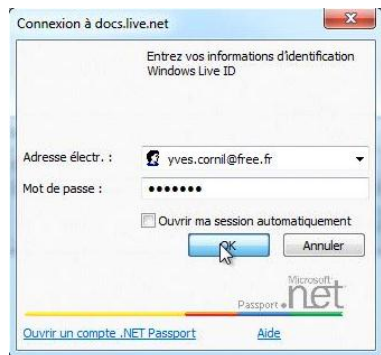 Connexion à docs.live.net
Entrez vos informations d'identification
Windows Live ID
Adresse électr. :
yves.cornil@free.fr
Mot de passe :
•••••••
Ouvrir ma session automatiquement
OK
Annuler
Microsoft
Passport
net
Ouvrir un compte .NET Passport
Aide